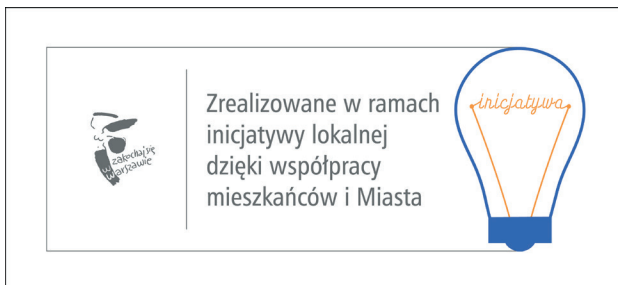 zakochaj się
w
Warszawie
Zrealizowane w ramach
inicjatywy lokalnej
dzięki współpracy
mieszkańców i Miasta
inicjatywa